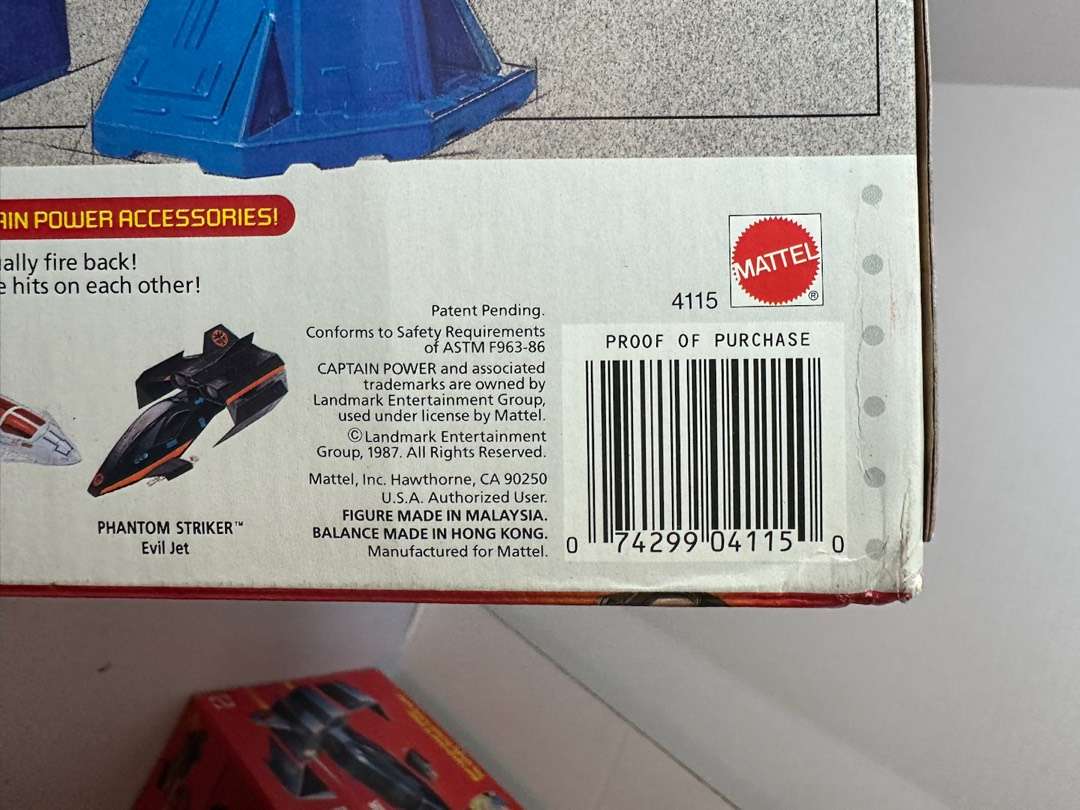 AIN POWER ACCESSORIES!
ally fire back!
e hits on each other!
MATTEL
®
4115
Patent Pending.
Conforms to Safety Requirements
of ASTM F963-86
CAPTAIN POWER and associated
trademarks are owned by
Landmark Entertainment Group,
used under license by Mattel.
© Landmark Entertainment
Group, 1987. All Rights Reserved.
Mattel, Inc. Hawthorne, CA 90250
U.S.A. Authorized User.
FIGURE MADE IN MALAYSIA.
BALANCE MADE IN HONG KONG.
Manufactured for Mattel.
PHANTOM STRIKER™
Evil Jet
PROOF OF PURCHASE
0 74299 04115 0